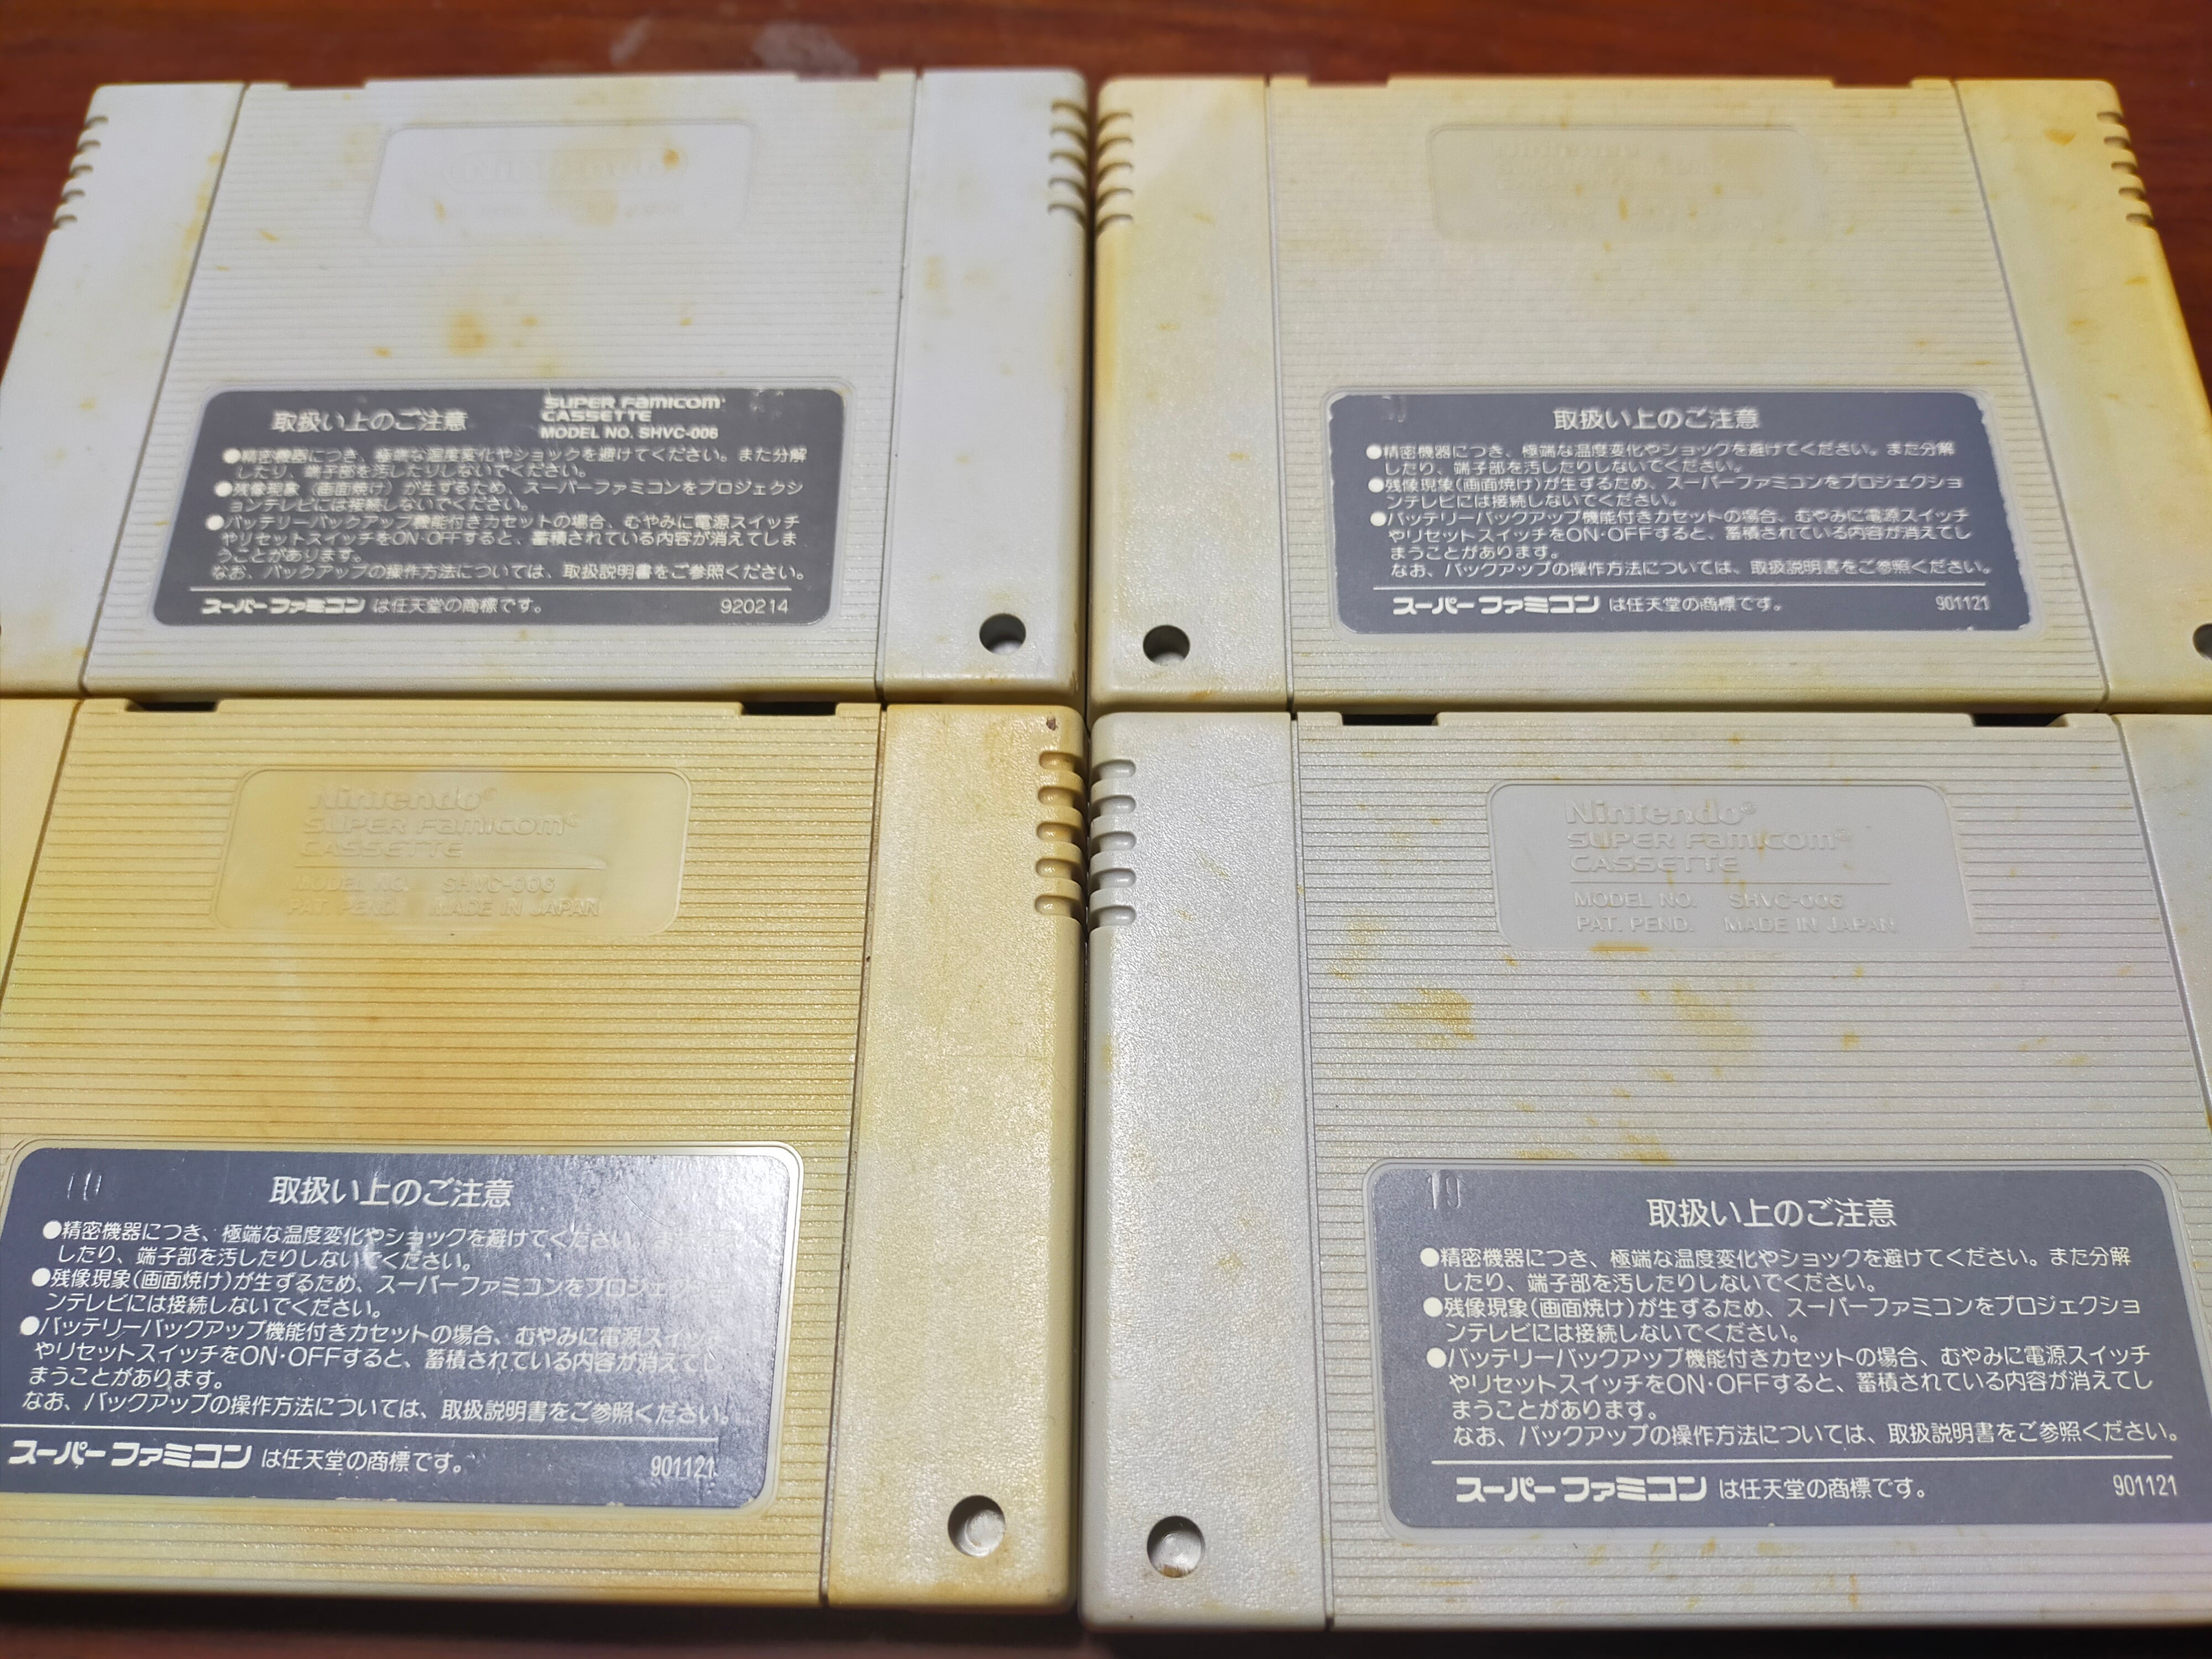 取扱い上のご注意
SUPER Famicom
CASSETTE
MODEL NO. SHVC-006
●精密機器につき、極端な温度変化やショックを避けてください。また分解
したり、端子部を汚したりしないでください。
●残像現象（画面焼け）が生ずるため、スーパーファミコンをプロジェクシ
ョンテレビには接続しないでください。
●バッテリーバックアップ機能付きカセットの場合、むやみに電源スイッチ
やリセットスイッチをON·OFFすると、蓄積されている内容が消えてしま
うことがあります。
なお、バックアップの操作方法については、取扱説明書をご参照ください。
スーパーファミコン は任天堂の商標です。 920214
取扱い上のご注意
●精密機器につき、極端な温度変化やショックを避けてください。また分解
したり、端子部を汚したりしないでください。
●残像現象(画面焼け)が生ずるため、スーパーファミコンをプロジェクショ
ンテレビには接続しないでください。
●バッテリーバックアップ機能付きカセットの場合、むやみに電源スイッチ
やリセットスイッチをON·OFFすると、蓄積されている内容が消えてし
まうことがあります。
なお、バックアップの操作方法については、取扱説明書をご参照ください。
スーパーファミコン は任天堂の商標です。 901121
Nintendo®
SUPER Famicom®
CASSETTE
MODEL NO. SHVC-006
PAT. PEND. MADE IN JAPAN
取扱い上のご注意
●精密機器につき、極端な温度変化やショックを避けてください。
したり、端子部を汚したりしないでください。
●残像現象(画面焼け)が生ずるため、スーパーファミコンをプロジェク
ンテレビには接続しないでください。
●バッテリーバックアップ機能付きカセットの場合、むやみに電源スイッ
やリセットスイッチをON·OFFすると、蓄積されている内容が消えてし
まうことがあります。
なお、バックアップの操作方法については、取扱説明書をご参照ください。
スーパーファミコン は任天堂の商標です。 901121
Nintendo®
SUPER Famicom®
CASSETTE
MODEL NO. SHVC-006
PAT. PEND. MADE IN JAPAN
19
取扱い上のご注意
●精密機器につき、極端な温度変化やショックを避けてください。また分解
したり、端子部を汚したりしないでください。
●残像現象(画面焼け)が生ずるため、スーパーファミコンをプロジェクショ
ンテレビには接続しないでください。
●バッテリーバックアップ機能付きカセットの場合、むやみに電源スイッチ
やリセットスイッチをON·OFFすると、蓄積されている内容が消えてし
まうことがあります。
なお、バックアップの操作方法については、取扱説明書をご参照ください。
スーパーファミコン は任天堂の商標です。 901121